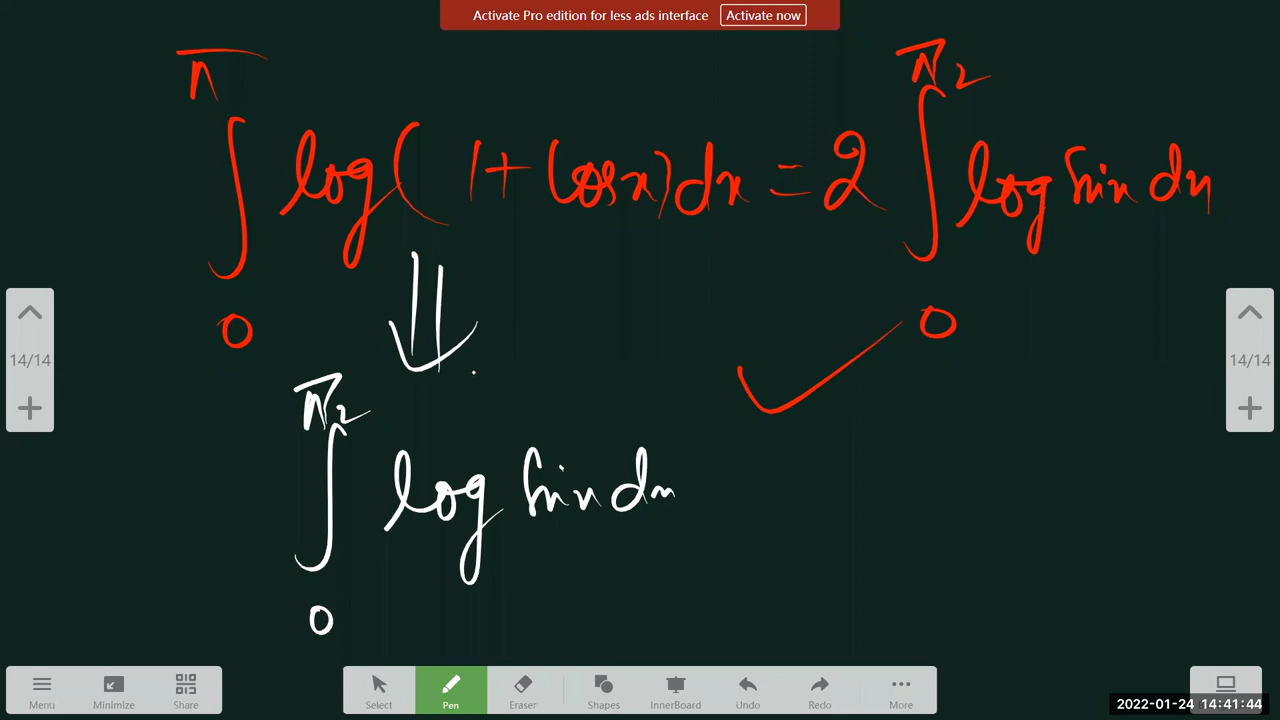 Activate Pro edition for less ads interface Activate now
∫₀^π log(1+cosx)dx = 2 ∫₀^π/2 log sinx dx
14/14 14/14
∫₀^π/2 log sinx dx
Menu Minimize Share Select Pen Eraser Shapes InnerBoard Undo Redo More
2022-01-24 14:41:44